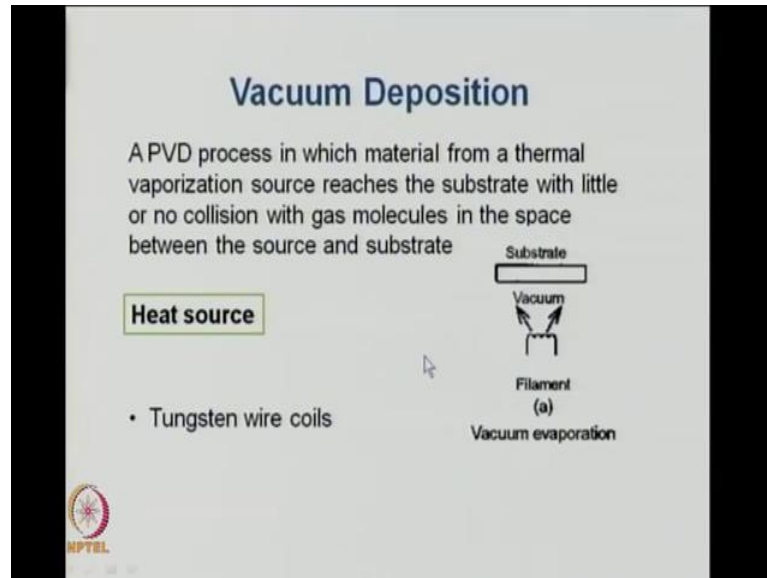 Vacuum Deposition
A PVD process in which material from a thermal
vaporization source reaches the substrate with little
or no collision with gas molecules in the space
between the source and substrate
Substrate
Vacuum
Heat source
Filament
(a)
Vacuum evaporation
• Tungsten wire coils
NPTEL